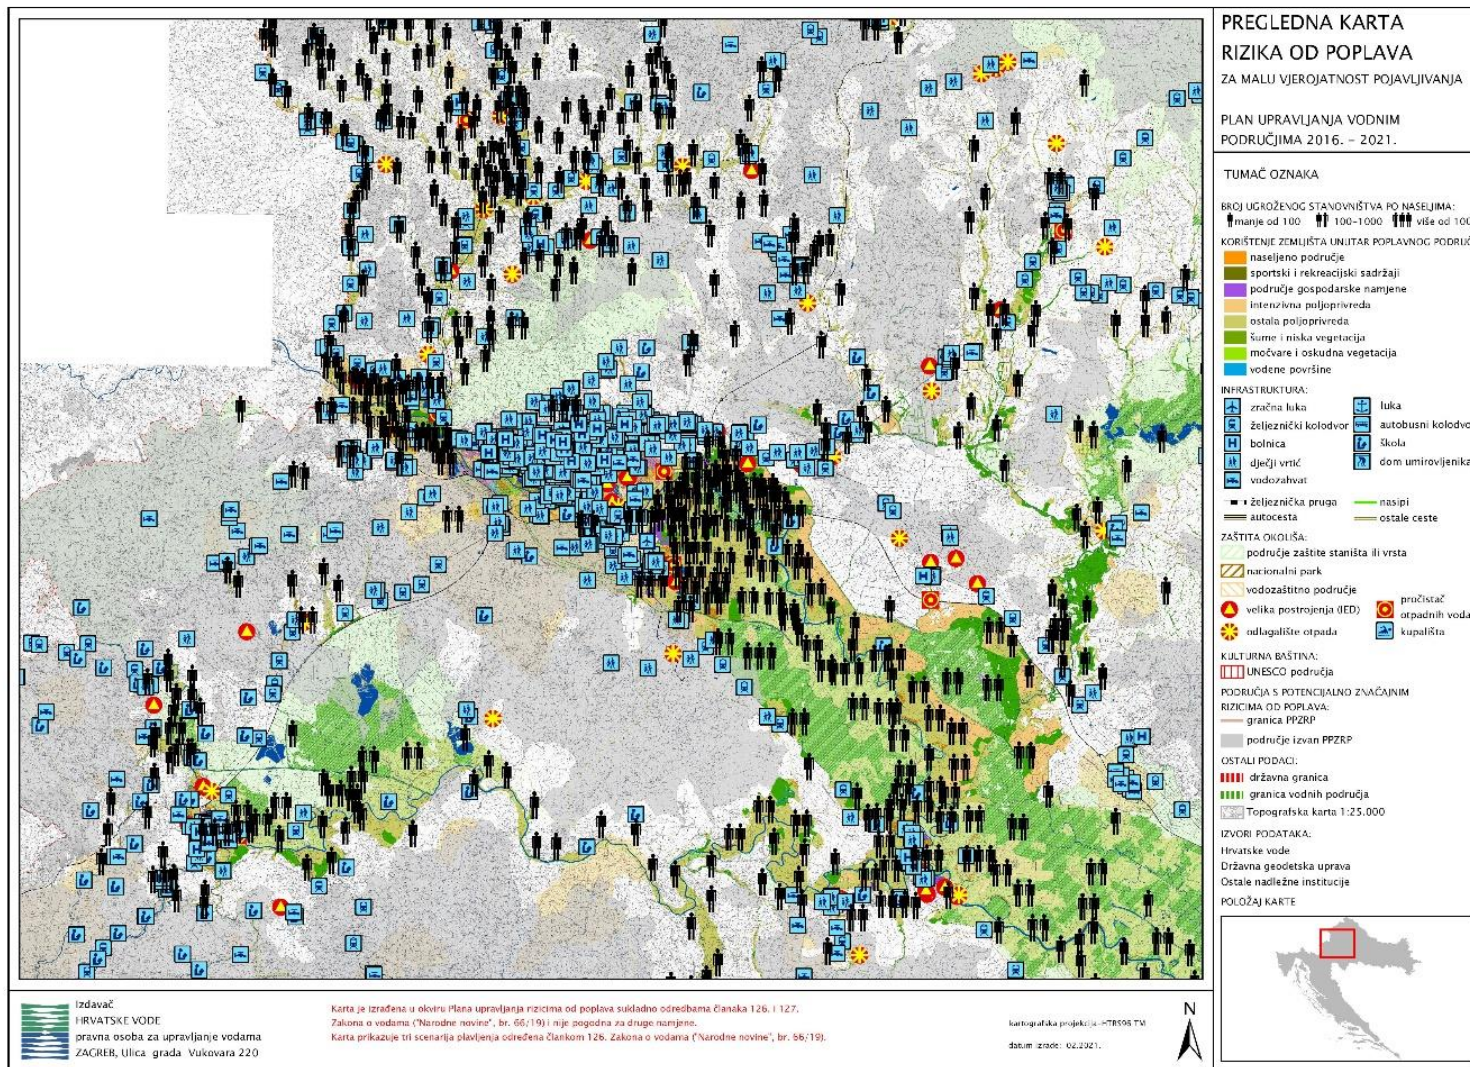 PREGLEDNA KARTA
RIZIKA OD POPLAVA
ZA MALU VJEROJATNOST POJAVLJIVANJA
PLAN UPRAVLJANJA VODNIM
PODRUČJIMA 2016. - 2021.
TUMAČ OZNAKA
BROJ UGROŽENOG STANOVNIŠTVA PO NASELJIMA:
manje od 100 100-1000 više od 100
KORIŠTENJE ZEMLJIŠTA UNUTAR POPLAVNOG PODRUČ
naseljeno područje
sportski i rekreacijski sadržaji
područje gospodarske namjene
intenzivna poljoprivreda
ostala poljoprivreda
šume i niska vegetacija
močvare i oskudna vegetacija
vodene površine
INFRASTRUKTURA:
zračna luka luka
željeznički kolodvor autobusni kolodvo
bolnica škola
dječji vrtić dom umirovljenika
vodozahvat
željeznička pruga nasipi
autocesta ostale ceste
ZAŠTITA OKOLIŠA:
područje zaštite staništa ili vrsta
nacionalni park
vodozaštitno područje
velika postrojenja (IED) pročistač otpadnih voda
odlagalište otpada kupališta
KULTURNA BAŠTINA:
UNESCO područja
PODRUČJA S POTENCIJALNO ZNAČAJNIM
RIZICIMA OD POPLAVA:
granica PPZRP
područje izvan PPZRP
OSTALI PODACI:
državna granica
granica vodnih područja
Topografska karta 1:25.000
IZVORI PODATAKA:
Hrvatske vode
Državna geodetska uprava
Ostale nadležne institucije
POLOŽAJ KARTE
Izdavač
HRVATSKE VODE
pravna osoba za upravljanje vodama
ZAGREB, Ulica grada Vukovara 220
Karta je izrađena u okviru Plana upravljanja rizicima od poplava sukladno odredbama članaka 126. i 127.
Zakona o vodama ("Narodne novine", br. 66/19) i nije pogodna za druge namjene.
Karta prikazuje tri scenarija plavljenja određena člankom 126. Zakona o vodama ("Narodne novine", br. 66/19).
kartografska projekcija-HTRS96 TM
datum izrade: 02.2021.
N